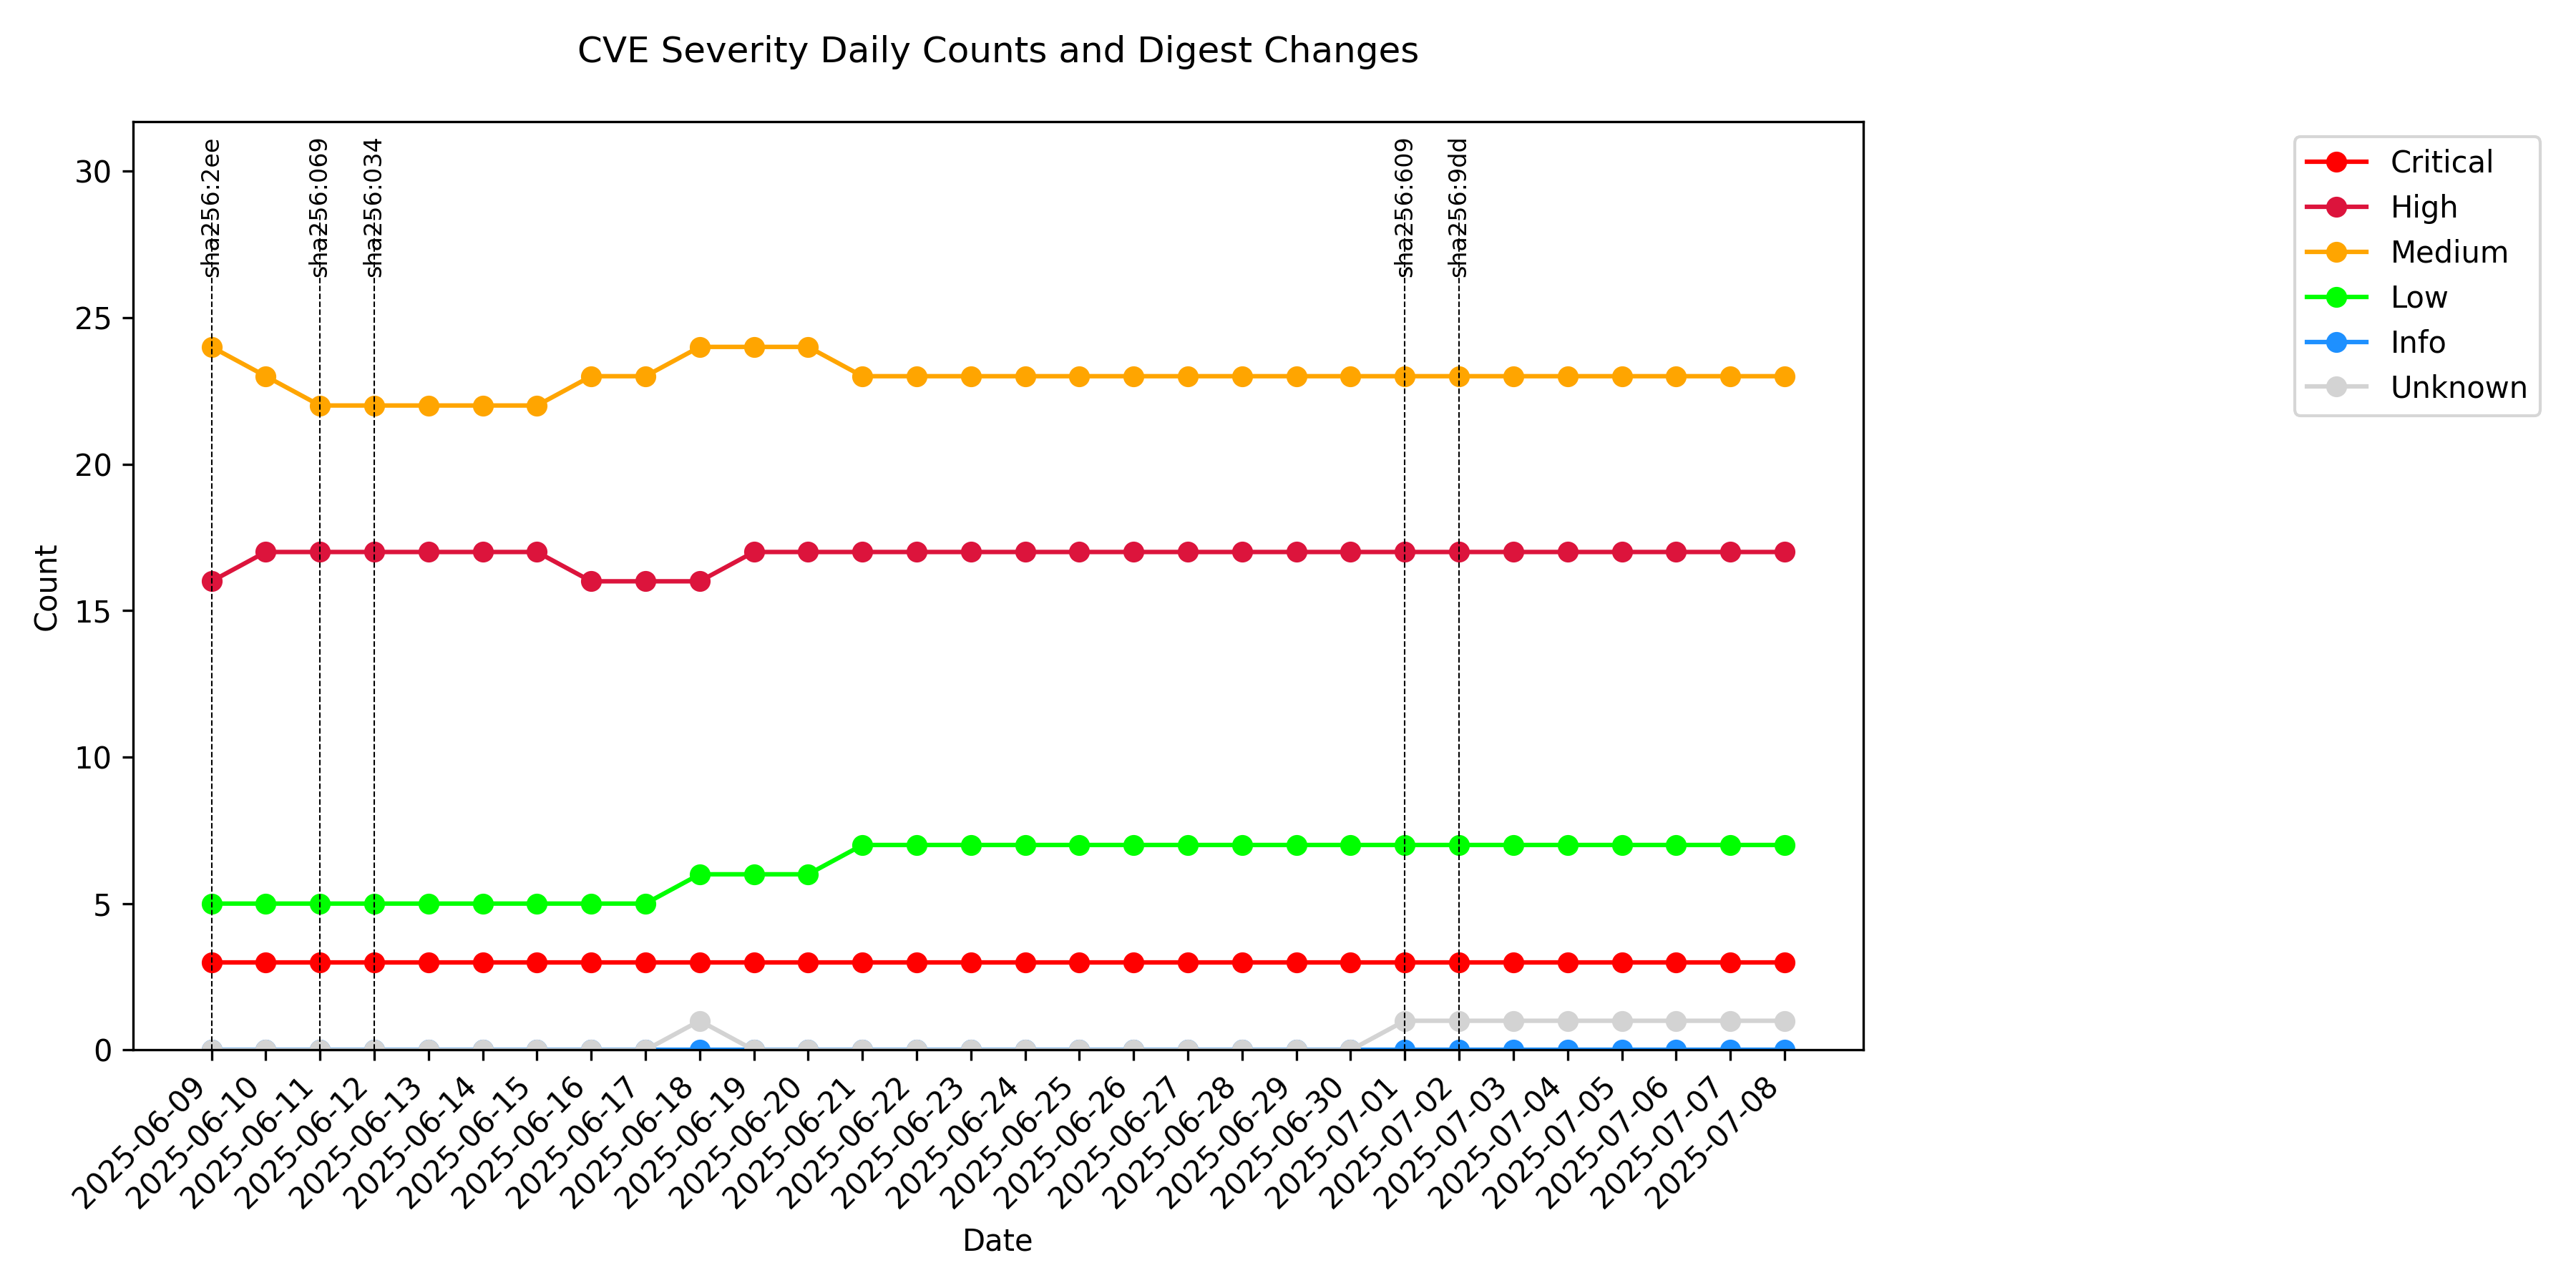 CVE Severity Daily Counts and Digest Changes
sha256:2ee
sha256:069
sha256:034
sha256:609
sha256:9dd
Critical
High
Medium
Low
Info
Unknown
30
25
20
15
10
5
0
Count
2025-06-09
2025-06-10
2025-06-11
2025-06-12
2025-06-13
2025-06-14
2025-06-15
2025-06-16
2025-06-17
2025-06-18
2025-06-19
2025-06-20
2025-06-21
2025-06-22
2025-06-23
2025-06-24
2025-06-25
2025-06-26
2025-06-27
2025-06-28
2025-06-29
2025-06-30
2025-07-01
2025-07-02
2025-07-03
2025-07-04
2025-07-05
2025-07-06
2025-07-07
2025-07-08
Date